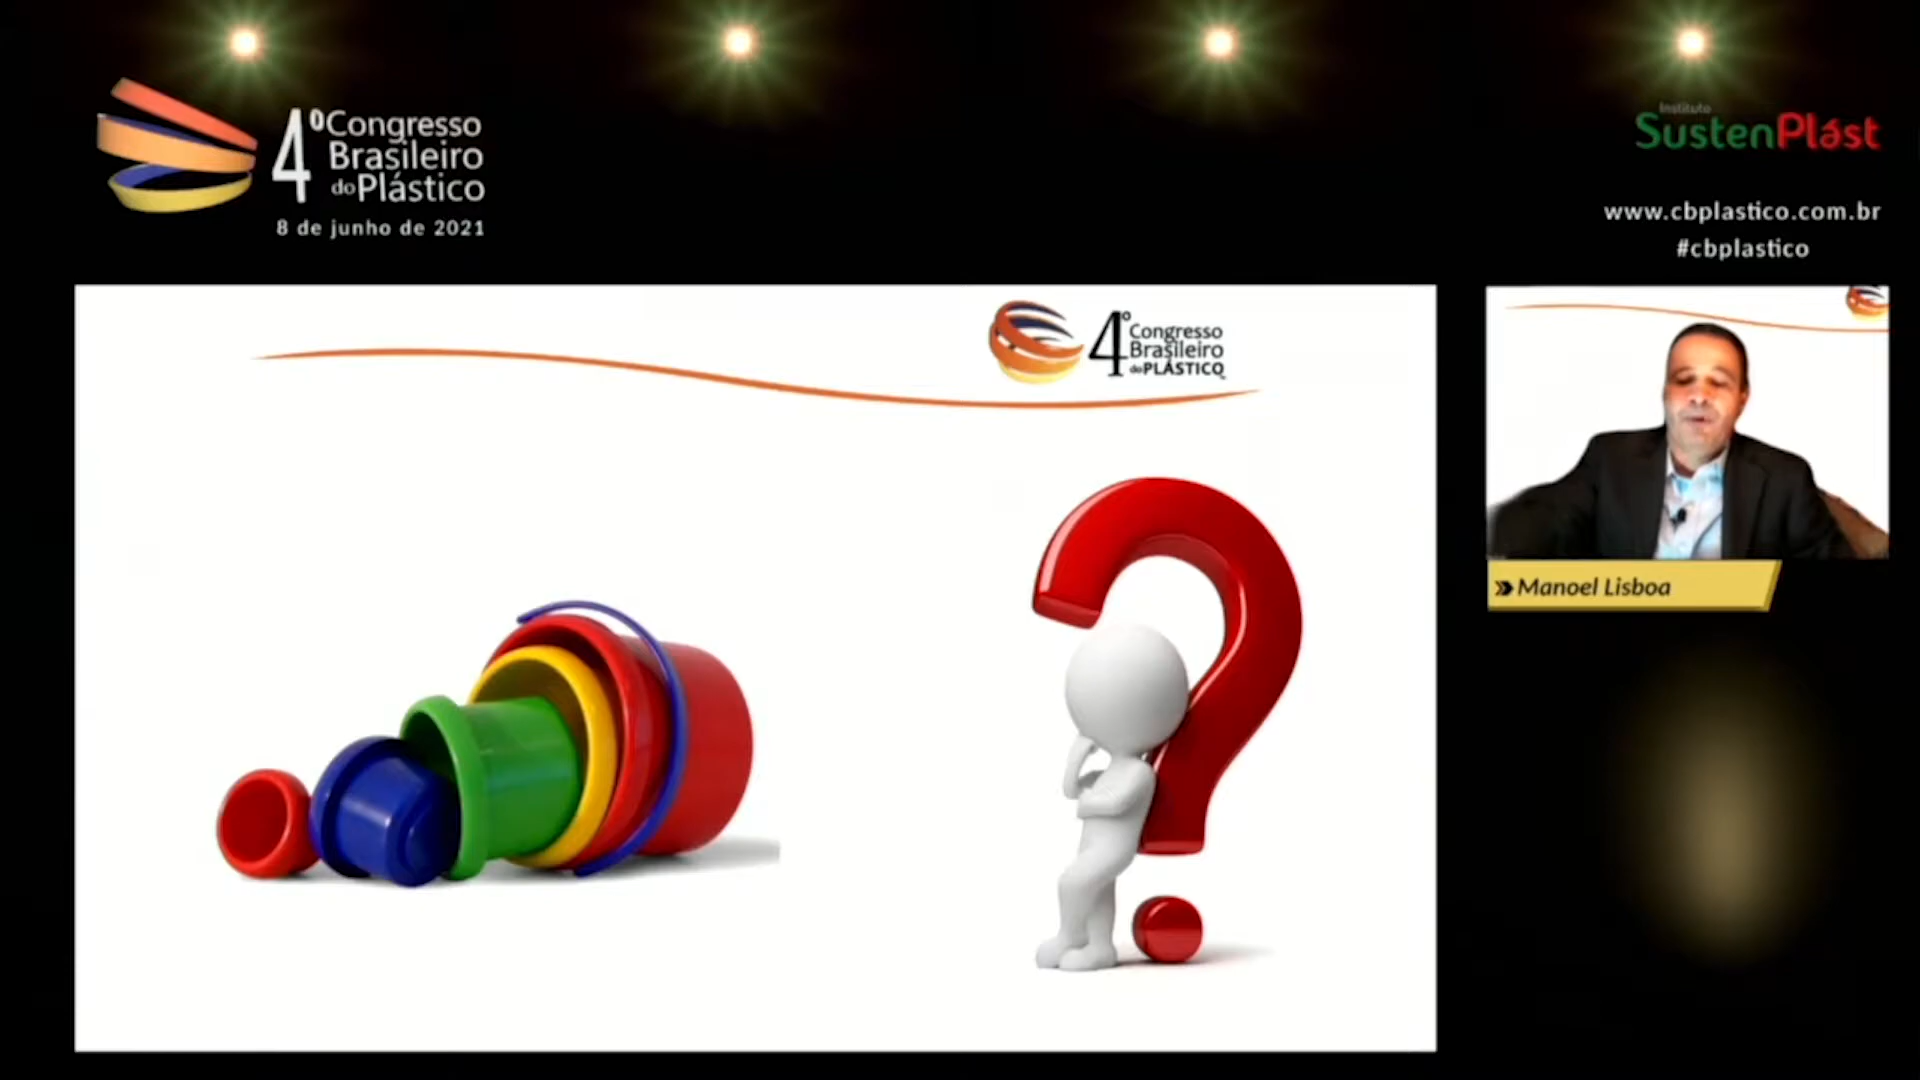 4º Congresso
Brasileiro
do Plástico
8 de junho de 2021
Instituto
SustenPlást
www.cbplastico.com.br
#cbplastico
4º Congresso
Brasileiro
do PLÁSTICO
Manoel Lisboa